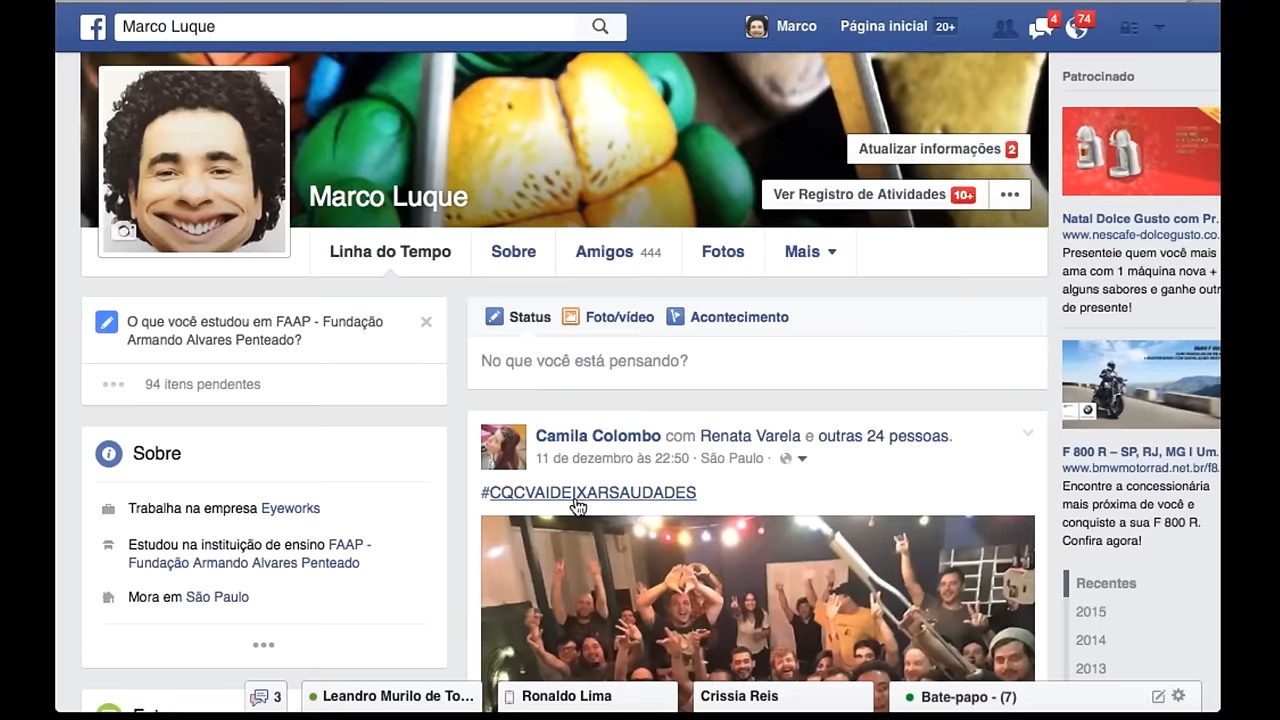 Marco Luque
Marco
Página inicial 20+
4
74
Patrocinado
Atualizar informações 2
Marco Luque
Ver Registro de Atividades 10+
Linha do Tempo
Sobre
Amigos 444
Fotos
Mais
Natal Dolce Gusto com Pr.
www.nescafe-dolcegusto.co.
Presenteie quem você mais
ama com 1 máquina nova +
alguns sabores e ganhe outr
de presente!
O que você estudou em FAAP - Fundação
Armando Alvares Penteado?
94 itens pendentes
Status
Foto/vídeo
Acontecimento
No que você está pensando?
Sobre
Trabalha na empresa Eyeworks
Estudou na instituição de ensino FAAP -
Fundação Armando Alvares Penteado
Mora em São Paulo
Camila Colombo com Renata Varela e outras 24 pessoas.
11 de dezembro às 22:50 · São Paulo ·
#CQCVAIDEIXARSAUDADES
F 800 R – SP, RJ, MG I Um.
www.bmwmotorrad.net.br/f8.
Encontre a concessionária
mais próxima de você e
conquiste a sua F 800 R.
Confira agora!
Recentes
2015
2014
2013
3
Leandro Murilo de To...
Ronaldo Lima
Crissia Reis
Bate-papo - (7)